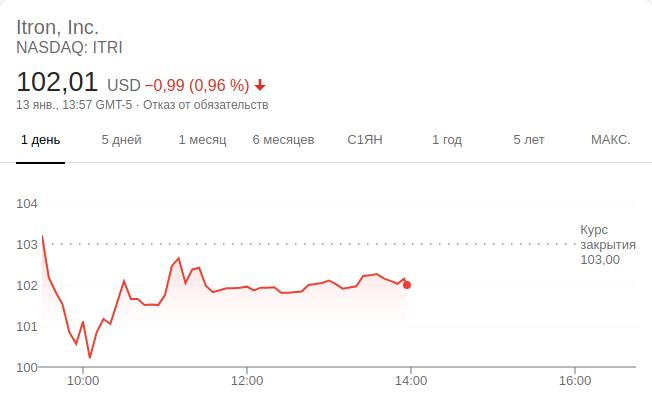 Itron, Inc.
NASDAQ: ITRI
102,01 USD −0,99 (0,96 %)
13 янв., 13:57 GMT-5 · Отказ от обязательств
1 день 5 дней 1 месяц 6 месяцев С1ЯН 1 год 5 лет МАКС.
104
103
102
101
100
Курс
закрытия
103,00
10:00 12:00 14:00 16:00